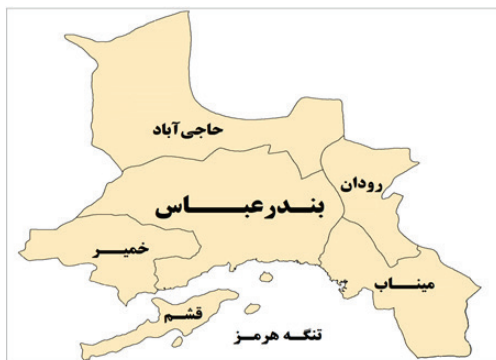 حاجی‌آباد
رودان
بندرعباس
خمیر
میناب
قشم
تنگه هرمز